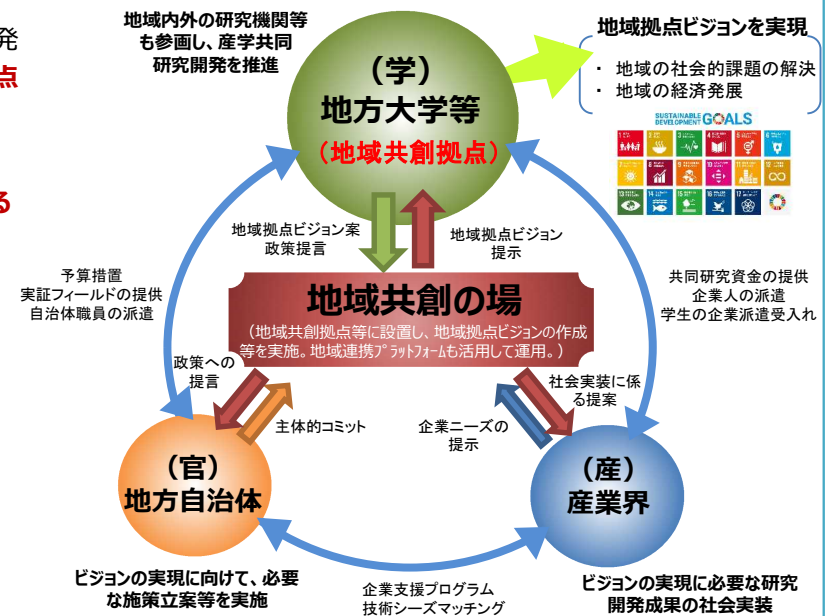 発
点
る
地域内外の研究機関等
も参画し、産学共同
研究開発を推進
（学）
地方大学等
（地域共創拠点）
地域拠点ビジョンを実現
・ 地域の社会的課題の解決
・ 地域の経済発展
SUSTAINABLE
DEVELOPMENT
GOALS
地域拠点ビジョン案
政策提言
地域拠点ビジョン
提示
予算措置
実証フィールドの提供
自治体職員の派遣
共同研究資金の提供
企業人の派遣
学生の企業派遣受入れ
地域共創の場
（地域共創拠点等に設置し、地域拠点ビジョンの作成
等を実施。地域連携ﾌﾟﾗｯﾄﾌｫｰﾑも活用して運用。）
政策への
提言
主体的コミット
企業ニーズの
提示
社会実装に係
る提案
（官）
地方自治体
（産）
産業界
ビジョンの実現に向けて、必要
な施策立案等を実施
企業支援プログラム
技術シーズマッチング
ビジョンの実現に必要な研究
開発成果の社会実装